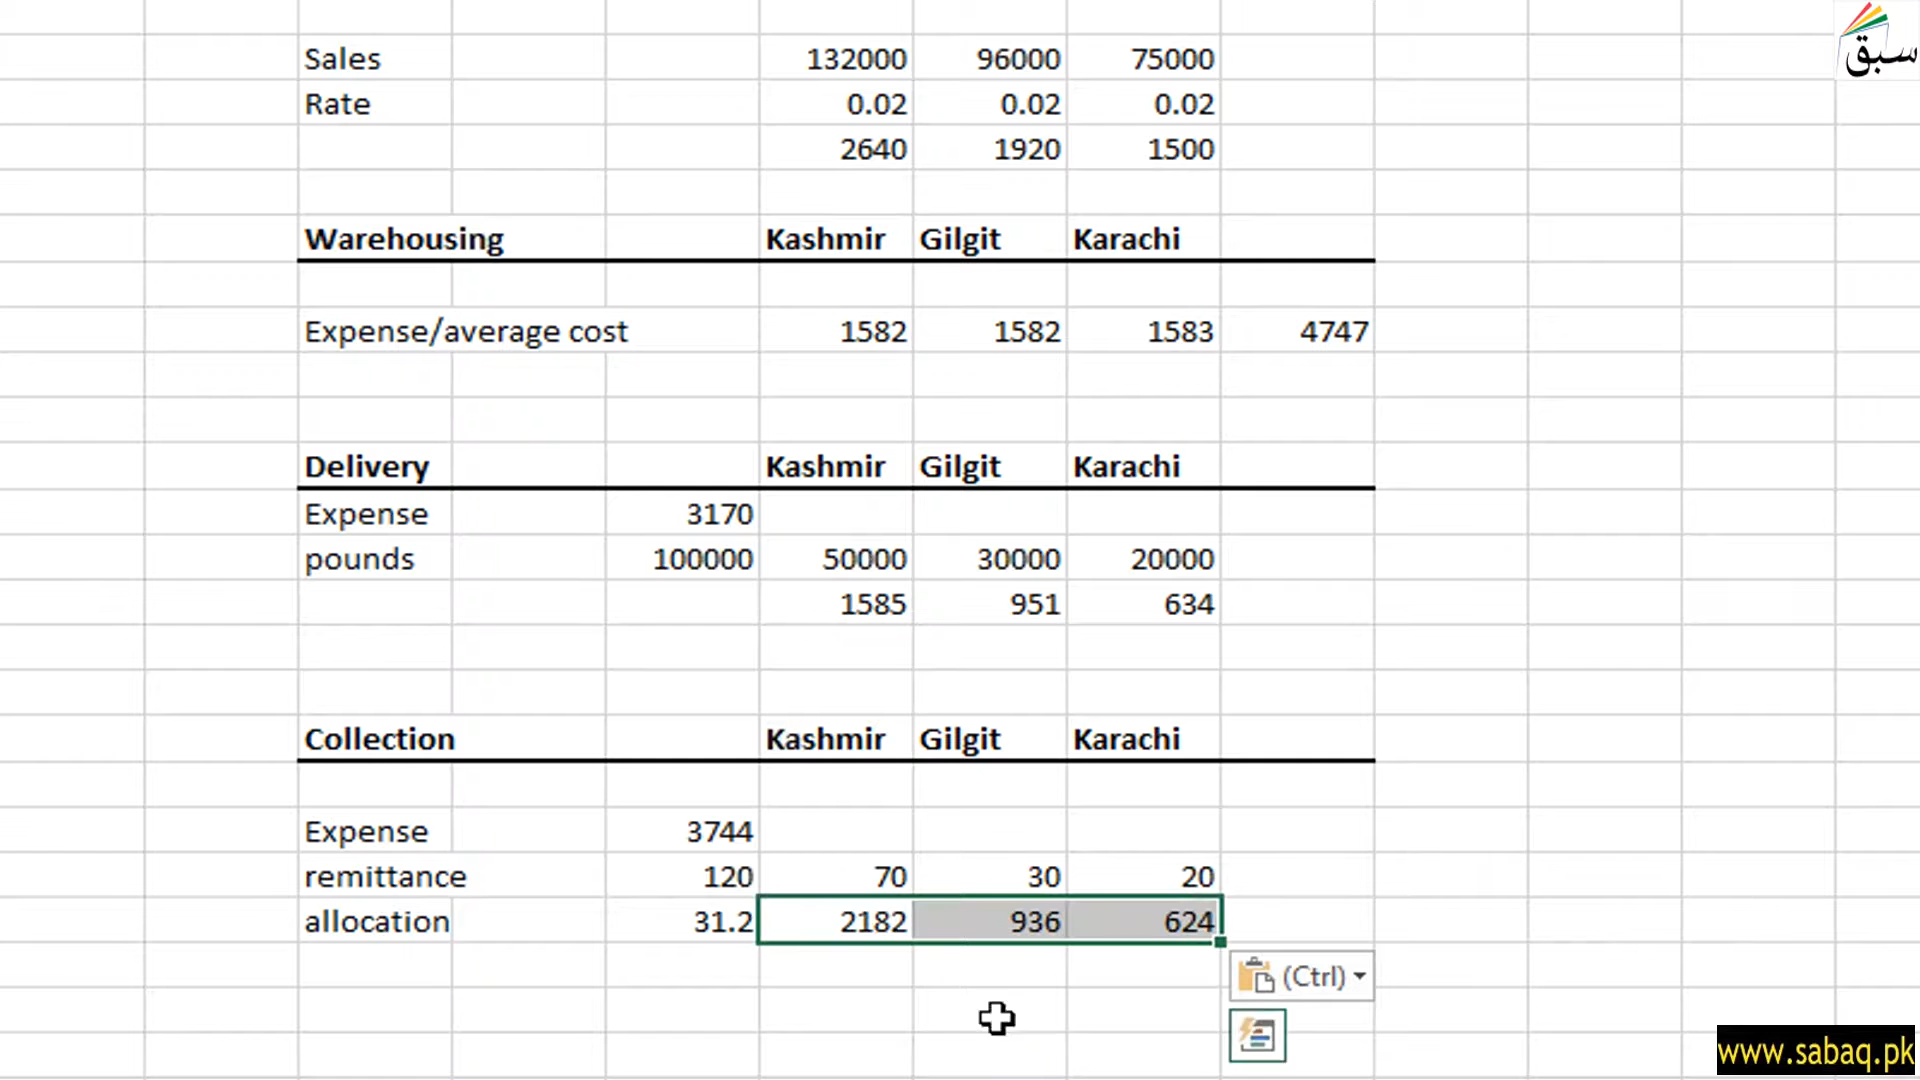 سبق
Sales 132000 96000 75000
Rate 0.02 0.02 0.02
2640 1920 1500
Warehousing Kashmir Gilgit Karachi
Expense/average cost 1582 1582 1583 4747
Delivery Kashmir Gilgit Karachi
Expense 3170
pounds 100000 50000 30000 20000
1585 951 634
Collection Kashmir Gilgit Karachi
Expense 3744
remittance 120 70 30 20
allocation 31.2 2182 936 624
(Ctrl)
www.sabaq.pk